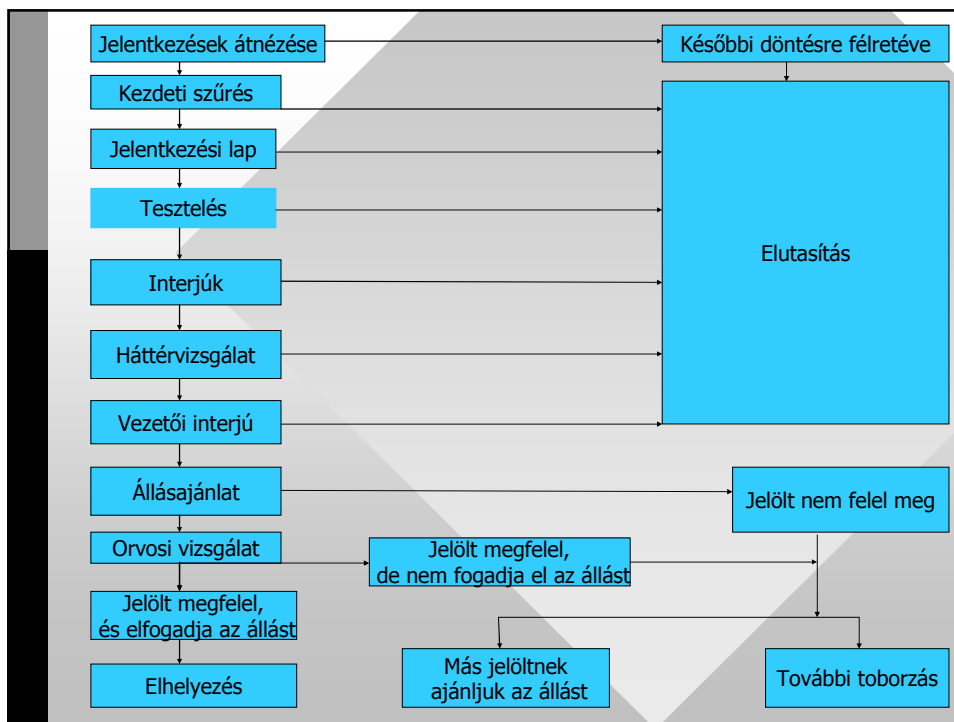 Jelentkezések átnézése
Későbbi döntésre félretéve
Kezdeti szűrés
Jelentkezési lap
Tesztelés
Elutasítás
Interjúk
Háttérvizsgálat
Vezetői interjú
Állásajánlat
Jelölt nem felel meg
Orvosi vizsgálat
Jelölt megfelel,
de nem fogadja el az állást
Jelölt megfelel,
és elfogadja az állást
Elhelyezés
Más jelöltnek
ajánljuk az állást
További toborzás